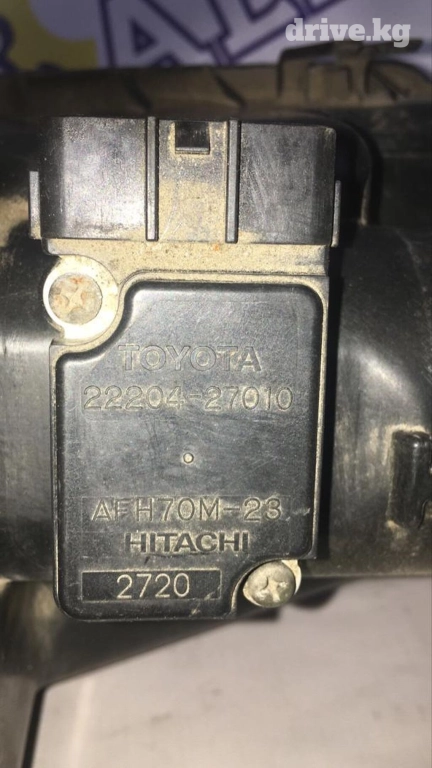 drive.kg
TOYOTA
22204-27010
AFH70M-23
HITACHI
2720